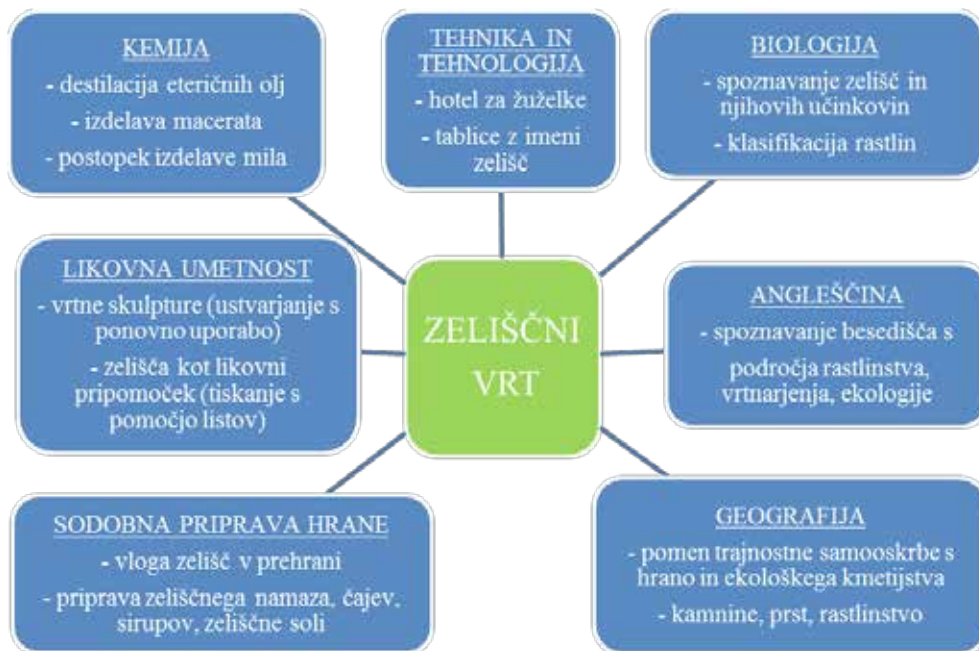 KEMIJA
- destilacija eteričnih olj
- izdelava macerata
- postopek izdelave mila
TEHNIKA IN
TEHNOLOGIJA
- hotel za žuželke
- tablice z imeni
zelišč
BIOLOGIJA
- spoznavanje zelišč in
njihovih učinkovin
- klasifikacija rastlin
LIKOVNA UMETNOST
- vrtne skulpture (ustvarjanje s
ponovno uporabo)
- zelišča kot likovni
pripomoček (tiskanje s
pomočjo listov)
ZELIŠČNI
VRT
ANGLEŠČINA
- spoznavanje besedišča s
področja rastlinstva,
vrtnarjenja, ekologije
SODOBNA PRIPRAVA HRANE
- vloga zelišč v prehrani
- priprava zeliščnega namaza, čajev,
sirupov, zeliščne soli
GEOGRAFIJA
- pomen trajnostne samooskrbe s
hrano in ekološkega kmetijstva
- kamnine, prst, rastlinstvo